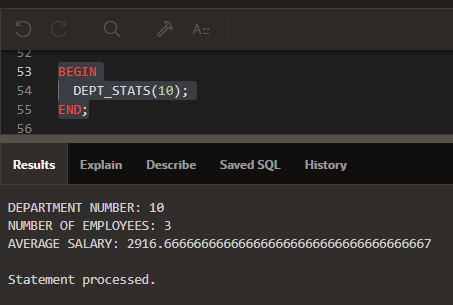 A::
52
53 BEGIN
54 DEPT_STATS(10);
55 END;
56
Results Explain Describe Saved SQL History
DEPARTMENT NUMBER: 10
NUMBER OF EMPLOYEES: 3
AVERAGE SALARY: 2916.66666666666666666666666666666666667
Statement processed.